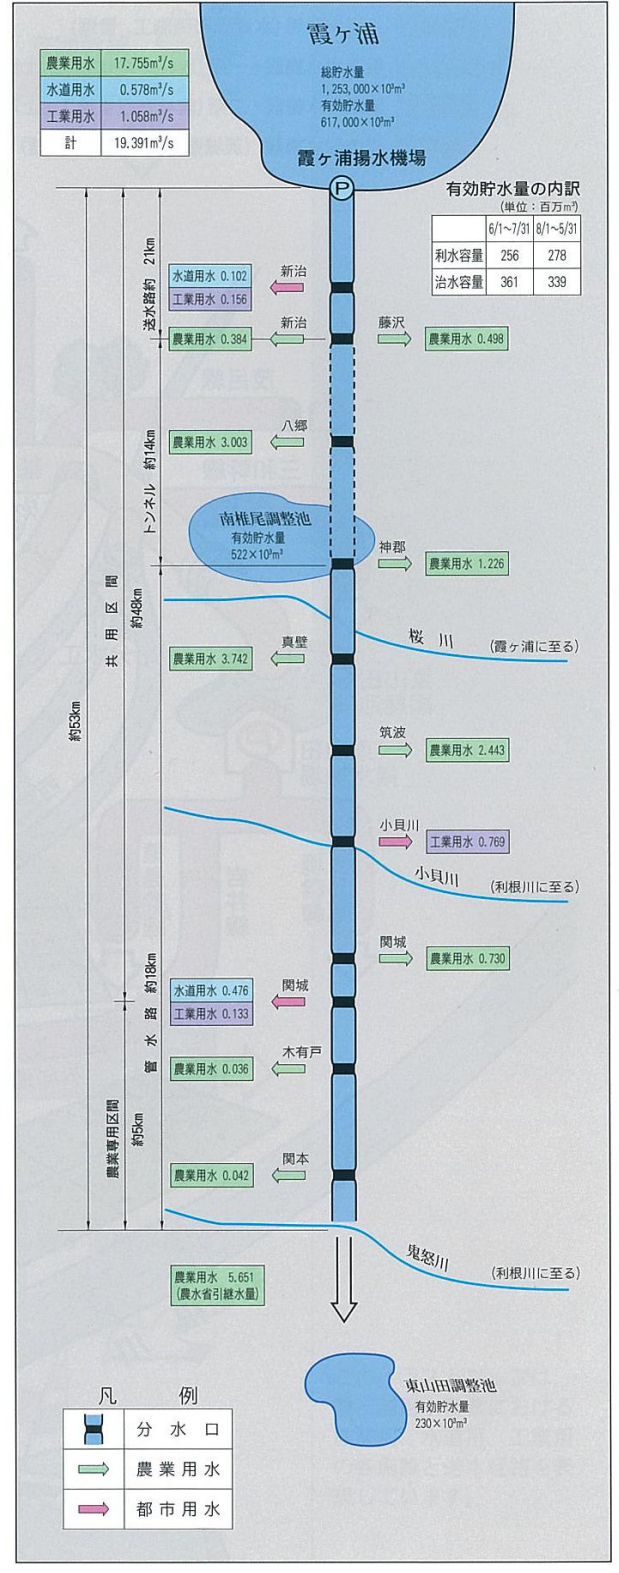 霞ヶ浦
総貯水量
1,253,000×10³m³
有効貯水量
617,000×10³m³
農業用水 17.755m³/s
水道用水 0.578m³/s
工業用水 1.058m³/s
計 19.391m³/s
霞ヶ浦揚水機場
P
有効貯水量の内訳
(単位：百万m³)
6/1～7/31 8/1～5/31
利水容量 256 278
治水容量 361 339
送水路約 21km
新治
水道用水 0.102
工業用水 0.156
新治
農業用水 0.384
藤沢
農業用水 0.498
トンネル 約14km
八郷
農業用水 3.003
南椎尾調整池
有効貯水量
522×10³m³
神郡
農業用水 1.226
共用区間
約48km
約53km
桜川
(霞ヶ浦に至る)
真壁
農業用水 3.742
筑波
農業用水 2.443
小貝川
工業用水 0.769
小貝川
(利根川に至る)
関城
農業用水 0.730
管水路 約18km
関城
水道用水 0.476
工業用水 0.133
木有戸
農業用水 0.036
農業専用区間
約5km
関本
農業用水 0.042
鬼怒川
(利根川に至る)
農業用水 5.651
(農水省引継水量)
東山田調整池
有効貯水量
230×10³m³
凡例
分水口
農業用水
都市用水